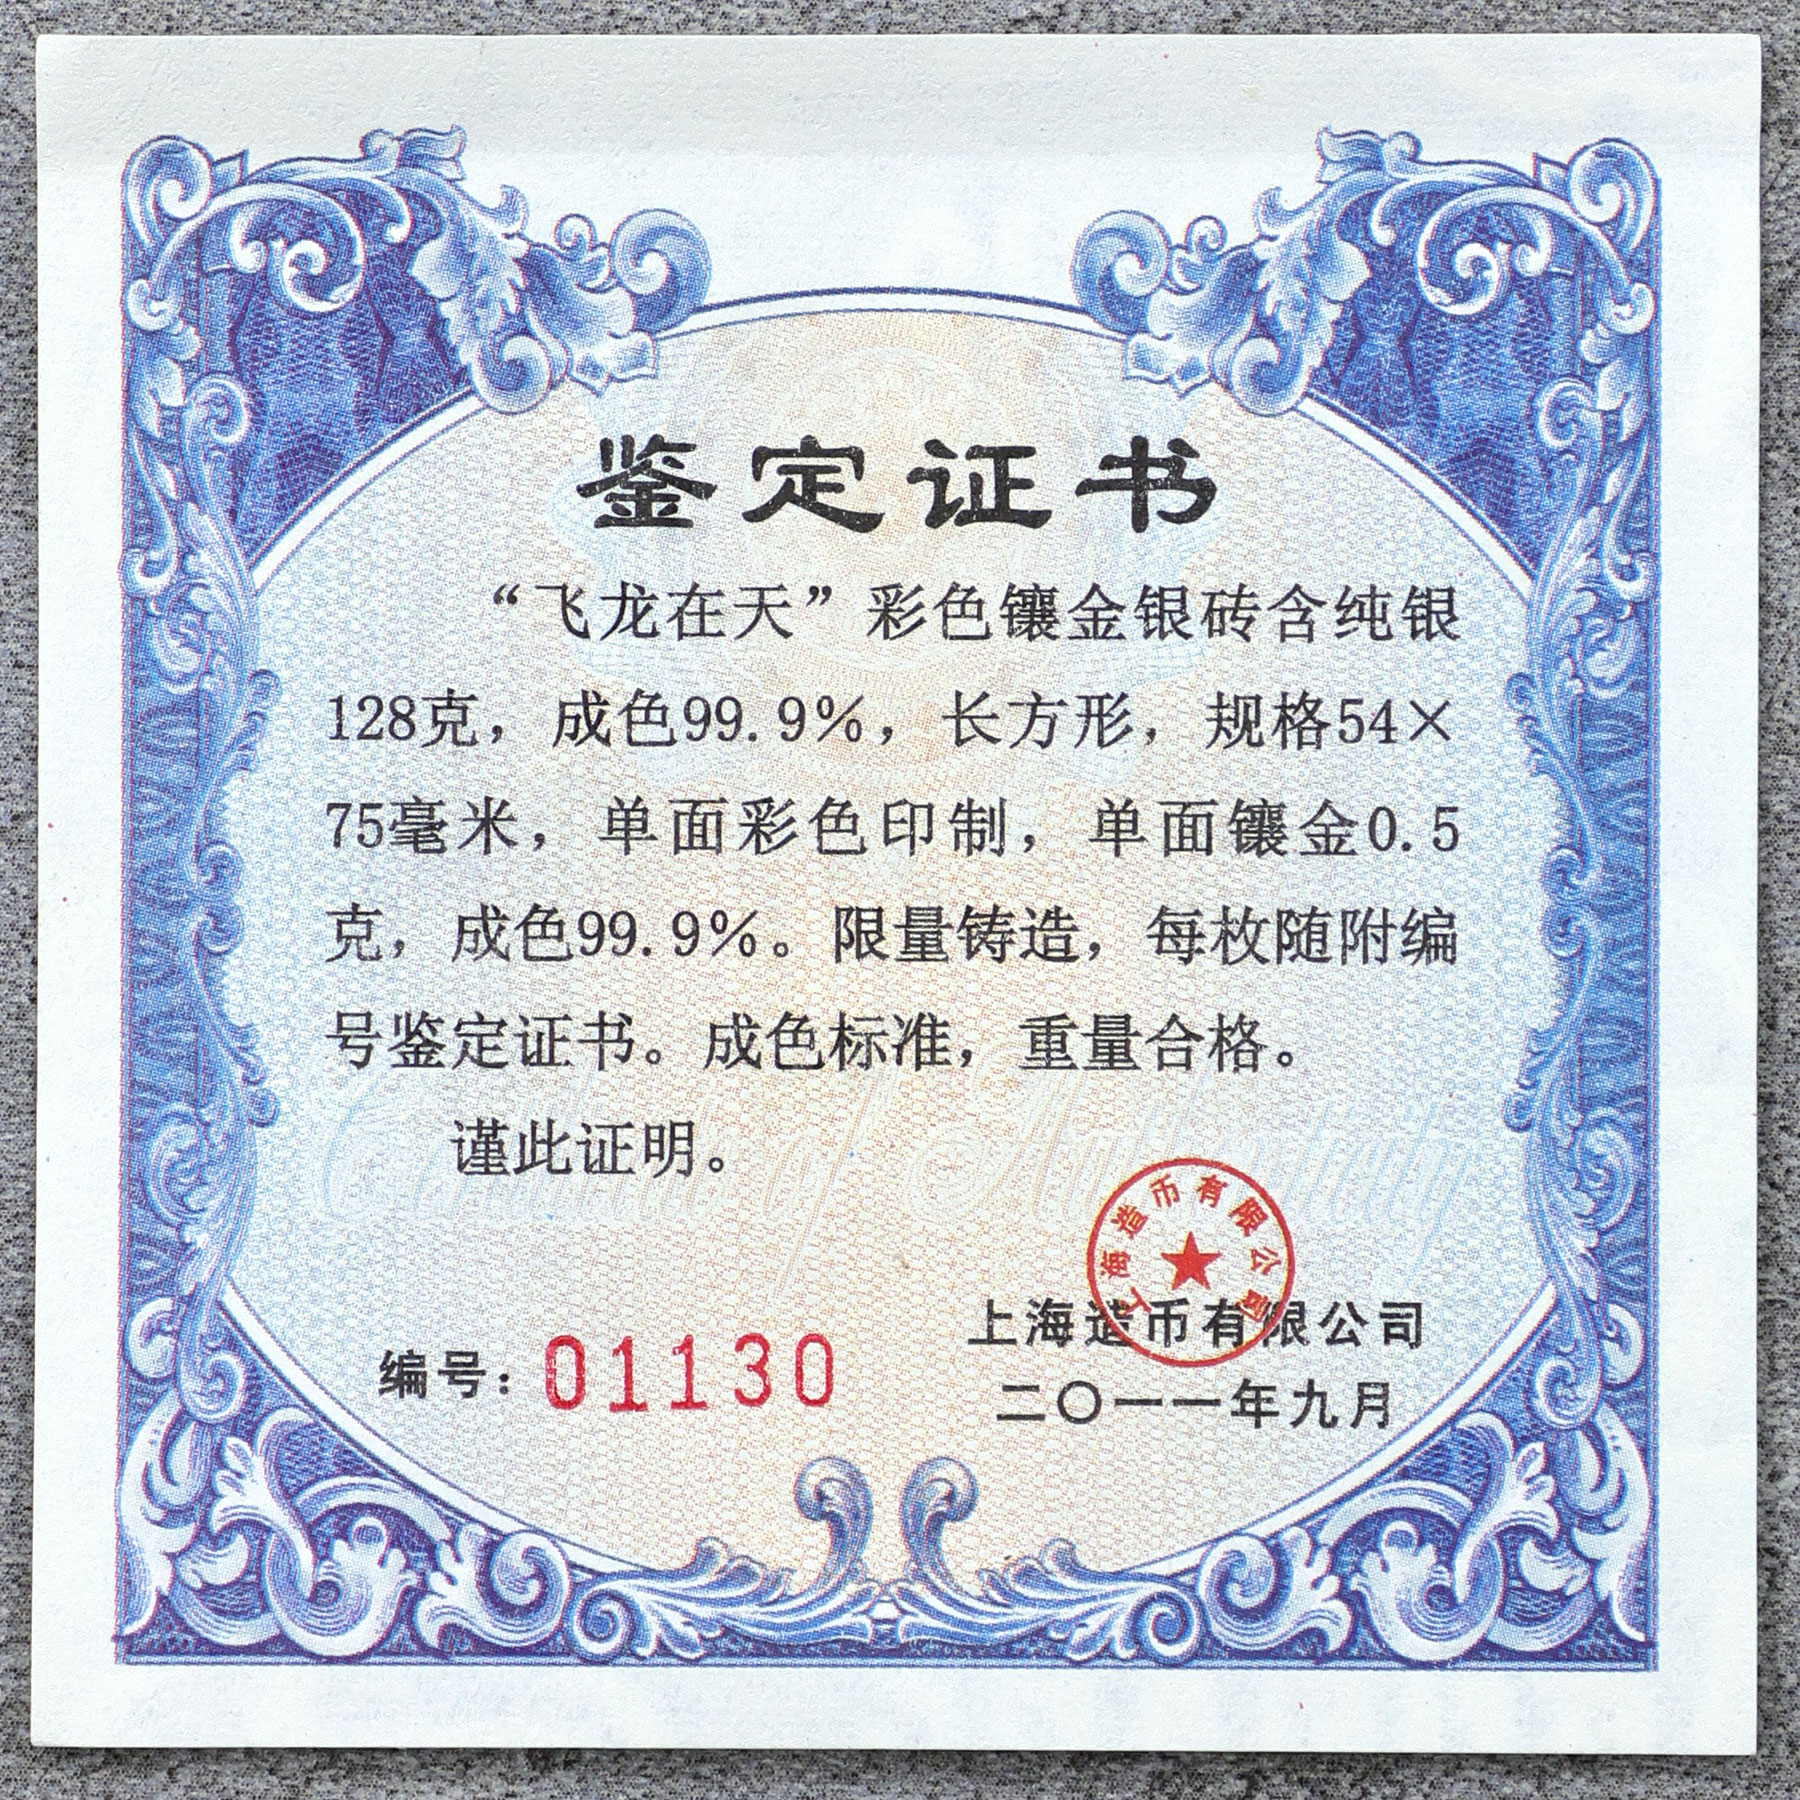 鉴定证书
“飞龙在天”彩色镶金银砖含纯银
128克，成色99.9%，长方形，规格54×
75毫米，单面彩色印制，单面镶金0.5
克，成色99.9%。限量铸造，每枚随附编
号鉴定证书。成色标准，重量合格。
谨此证明。
Certificate of Authenticity
上海造币有限公司
上海造币有限公司
编号：01130
二〇一一年九月